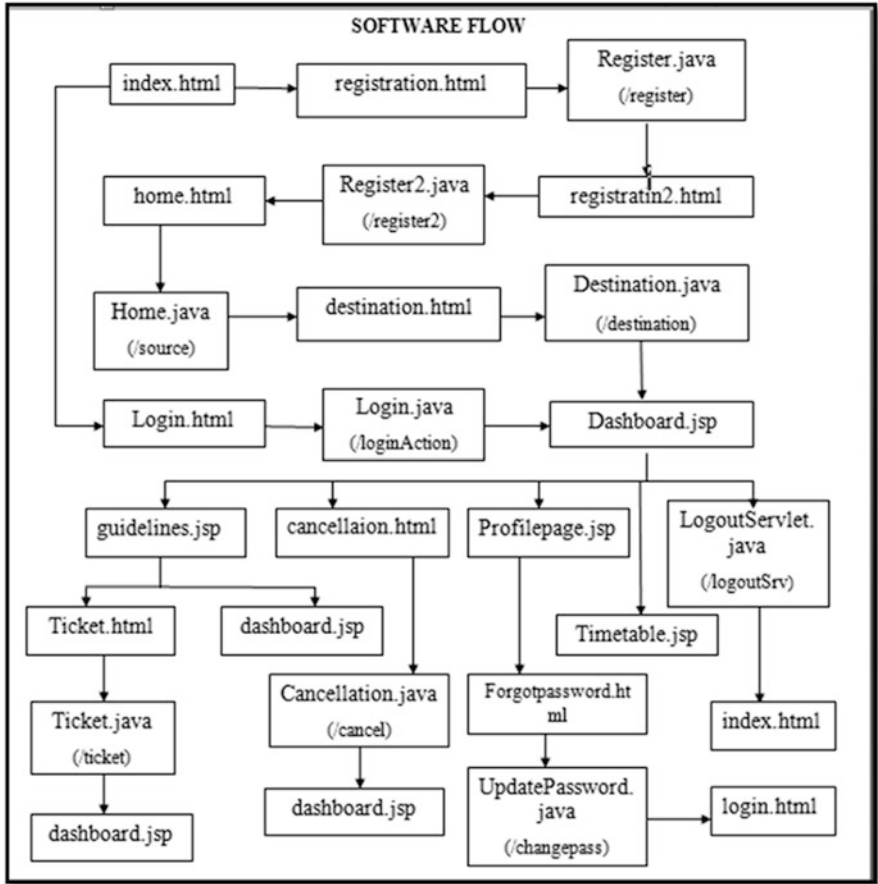 SOFTWARE FLOW
index.html
registration.html
Register.java
(/register)
home.html
Register2.java
(/register2)
registratin2.html
Home.java
(/source)
destination.html
Destination.java
(/destination)
Login.html
Login.java
(/loginAction)
Dashboard.jsp
guidelines.jsp
cancellaion.html
Profilepage.jsp
LogoutServlet.
java
(/logoutSrv)
Ticket.html
dashboard.jsp
Timetable.jsp
Ticket.java
(/ticket)
Cancellation.java
(/cancel)
Forgotpassword.ht
ml
index.html
dashboard.jsp
dashboard.jsp
UpdatePassword.
java
(/changepass)
login.html